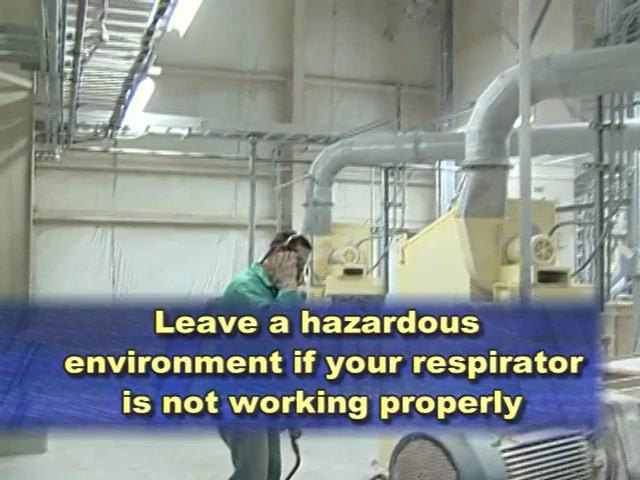 Leave a hazardous
environment if your respirator
is not working properly